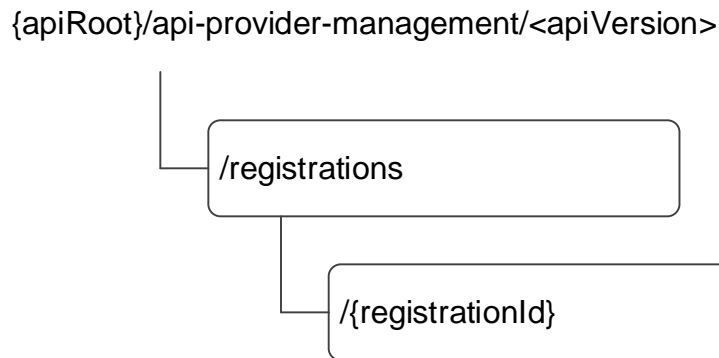 {apiRoot}/api-provider-management/<apiVersion>
/registrations
/{registrationId}